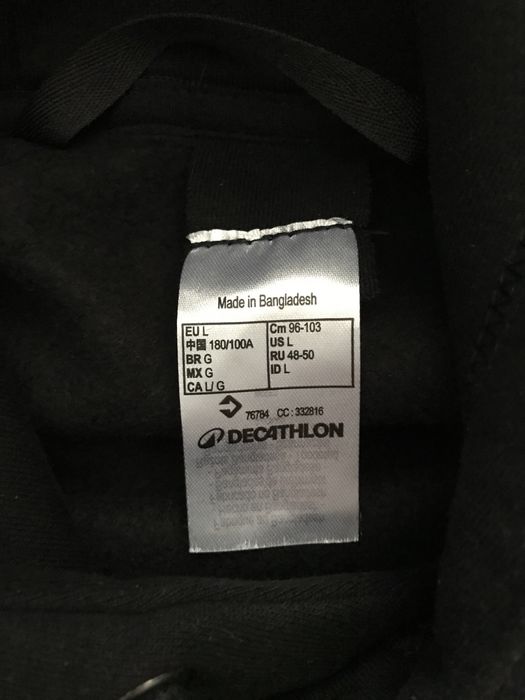 Made in Bangladesh
EU L
中国 180/100A
BR G
MX G
CA L/ G
Cm 96-103
US L
RU 48-50
ID L
76784 CC : 332816
DECATHLON